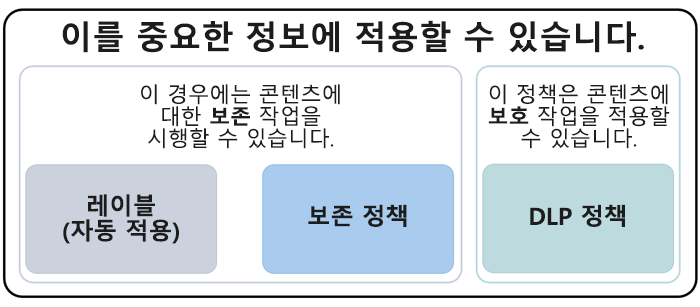 이를 중요한 정보에 적용할 수 있습니다.
이 경우에는 콘텐츠에
대한 보존 작업을
시행할 수 있습니다.
레이블
(자동 적용)
보존 정책
이 정책은 콘텐츠에
보호 작업을 적용할
수 있습니다.
DLP 정책